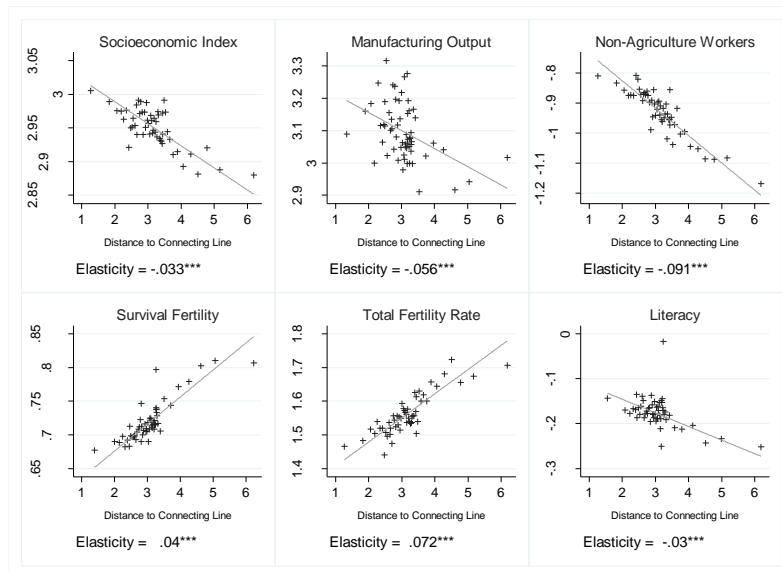 Socioeconomic Index
3.05
3
2.95
2.9
2.85
1 2 3 4 5 6
Distance to Connecting Line
Elasticity = -.033***
Manufacturing Output
3.3
3.2
3.1
3
2.9
1 2 3 4 5 6
Distance to Connecting Line
Elasticity = -.056***
Non-Agriculture Workers
-.8
-.9
-1
-1.1
-1.2
1 2 3 4 5 6
Distance to Connecting Line
Elasticity = -.091***
Survival Fertility
.85
.8
.75
.7
.65
1 2 3 4 5 6
Distance to Connecting Line
Elasticity = .04***
Total Fertility Rate
1.8
1.7
1.6
1.5
1.4
1 2 3 4 5 6
Distance to Connecting Line
Elasticity = .072***
Literacy
0
-.1
-.2
-.3
1 2 3 4 5 6
Distance to Connecting Line
Elasticity = -.03***